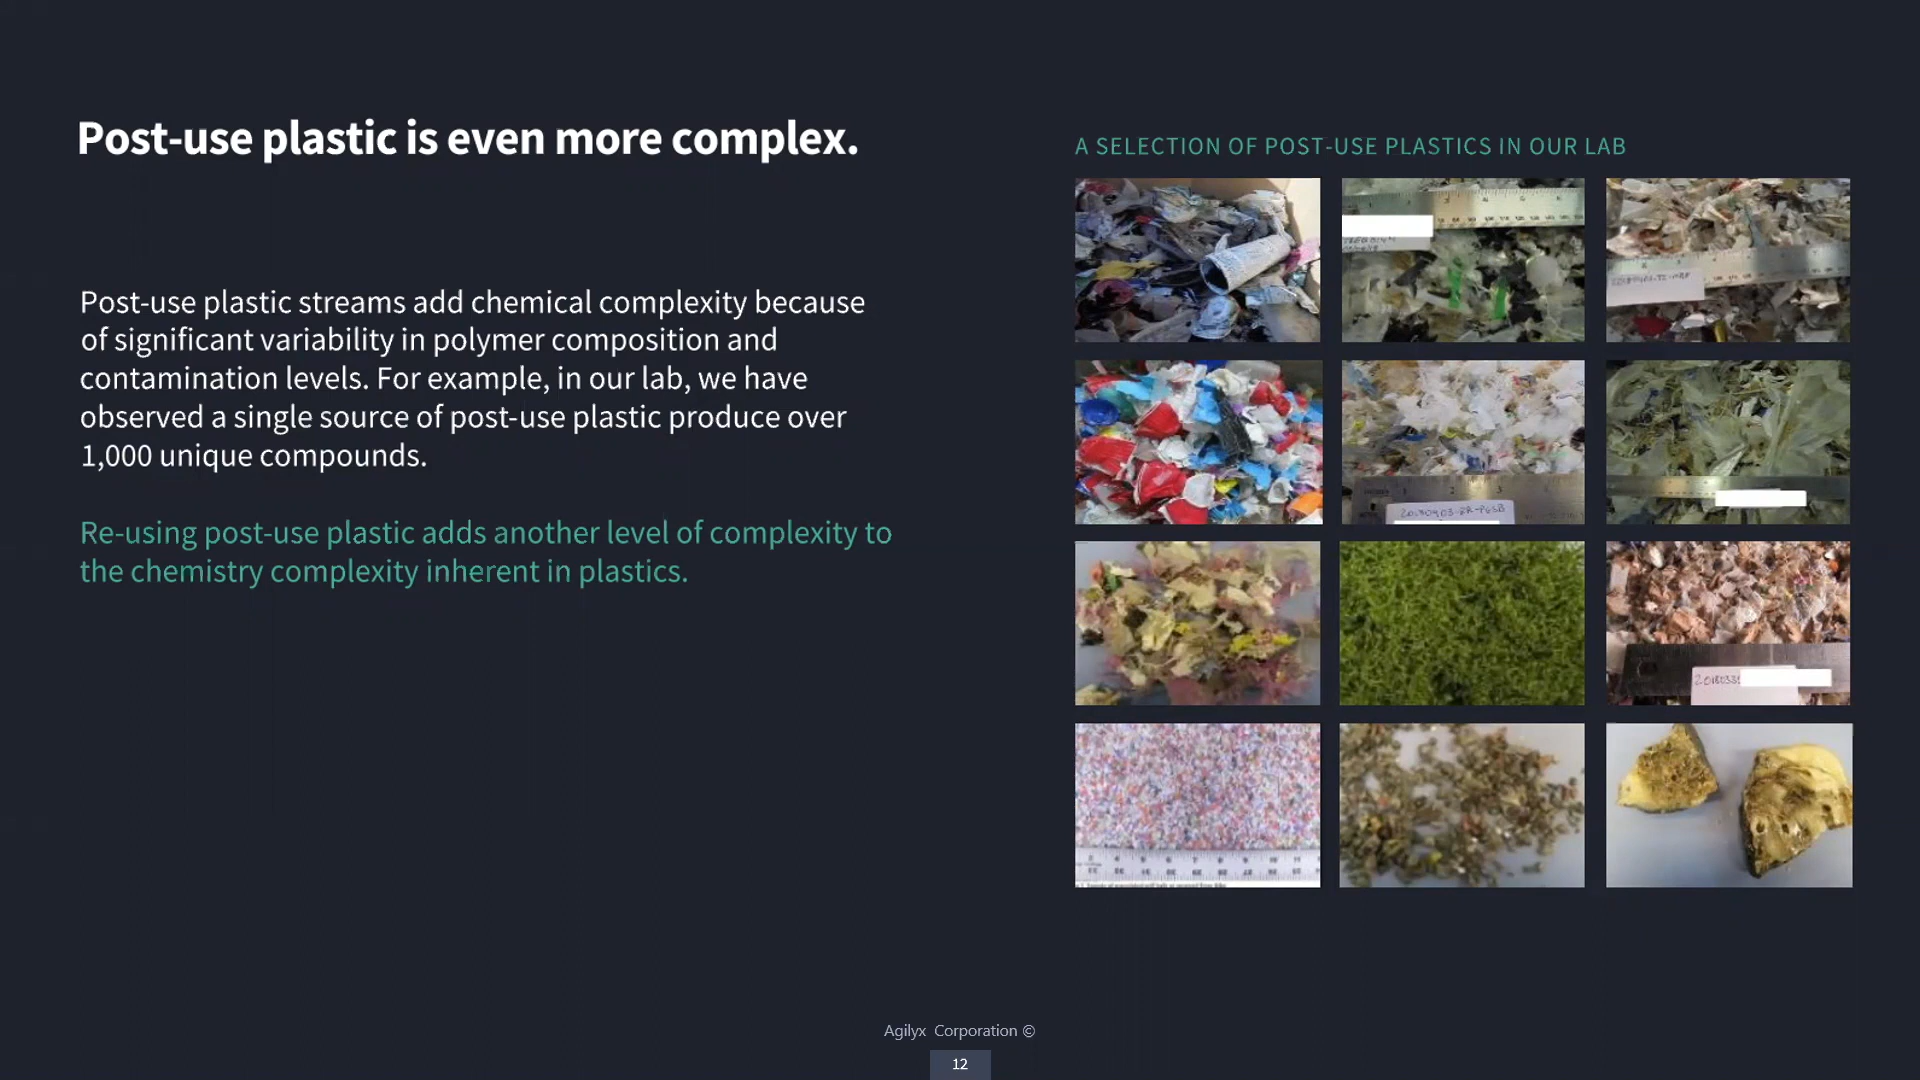 Post-use plastic is even more complex.
Post-use plastic streams add chemical complexity because
of significant variability in polymer composition and
contamination levels. For example, in our lab, we have
observed a single source of post-use plastic produce over
1,000 unique compounds.
Re-using post-use plastic adds another level of complexity to
the chemistry complexity inherent in plastics.
A SELECTION OF POST-USE PLASTICS IN OUR LAB
Agilyx Corporation ©
12